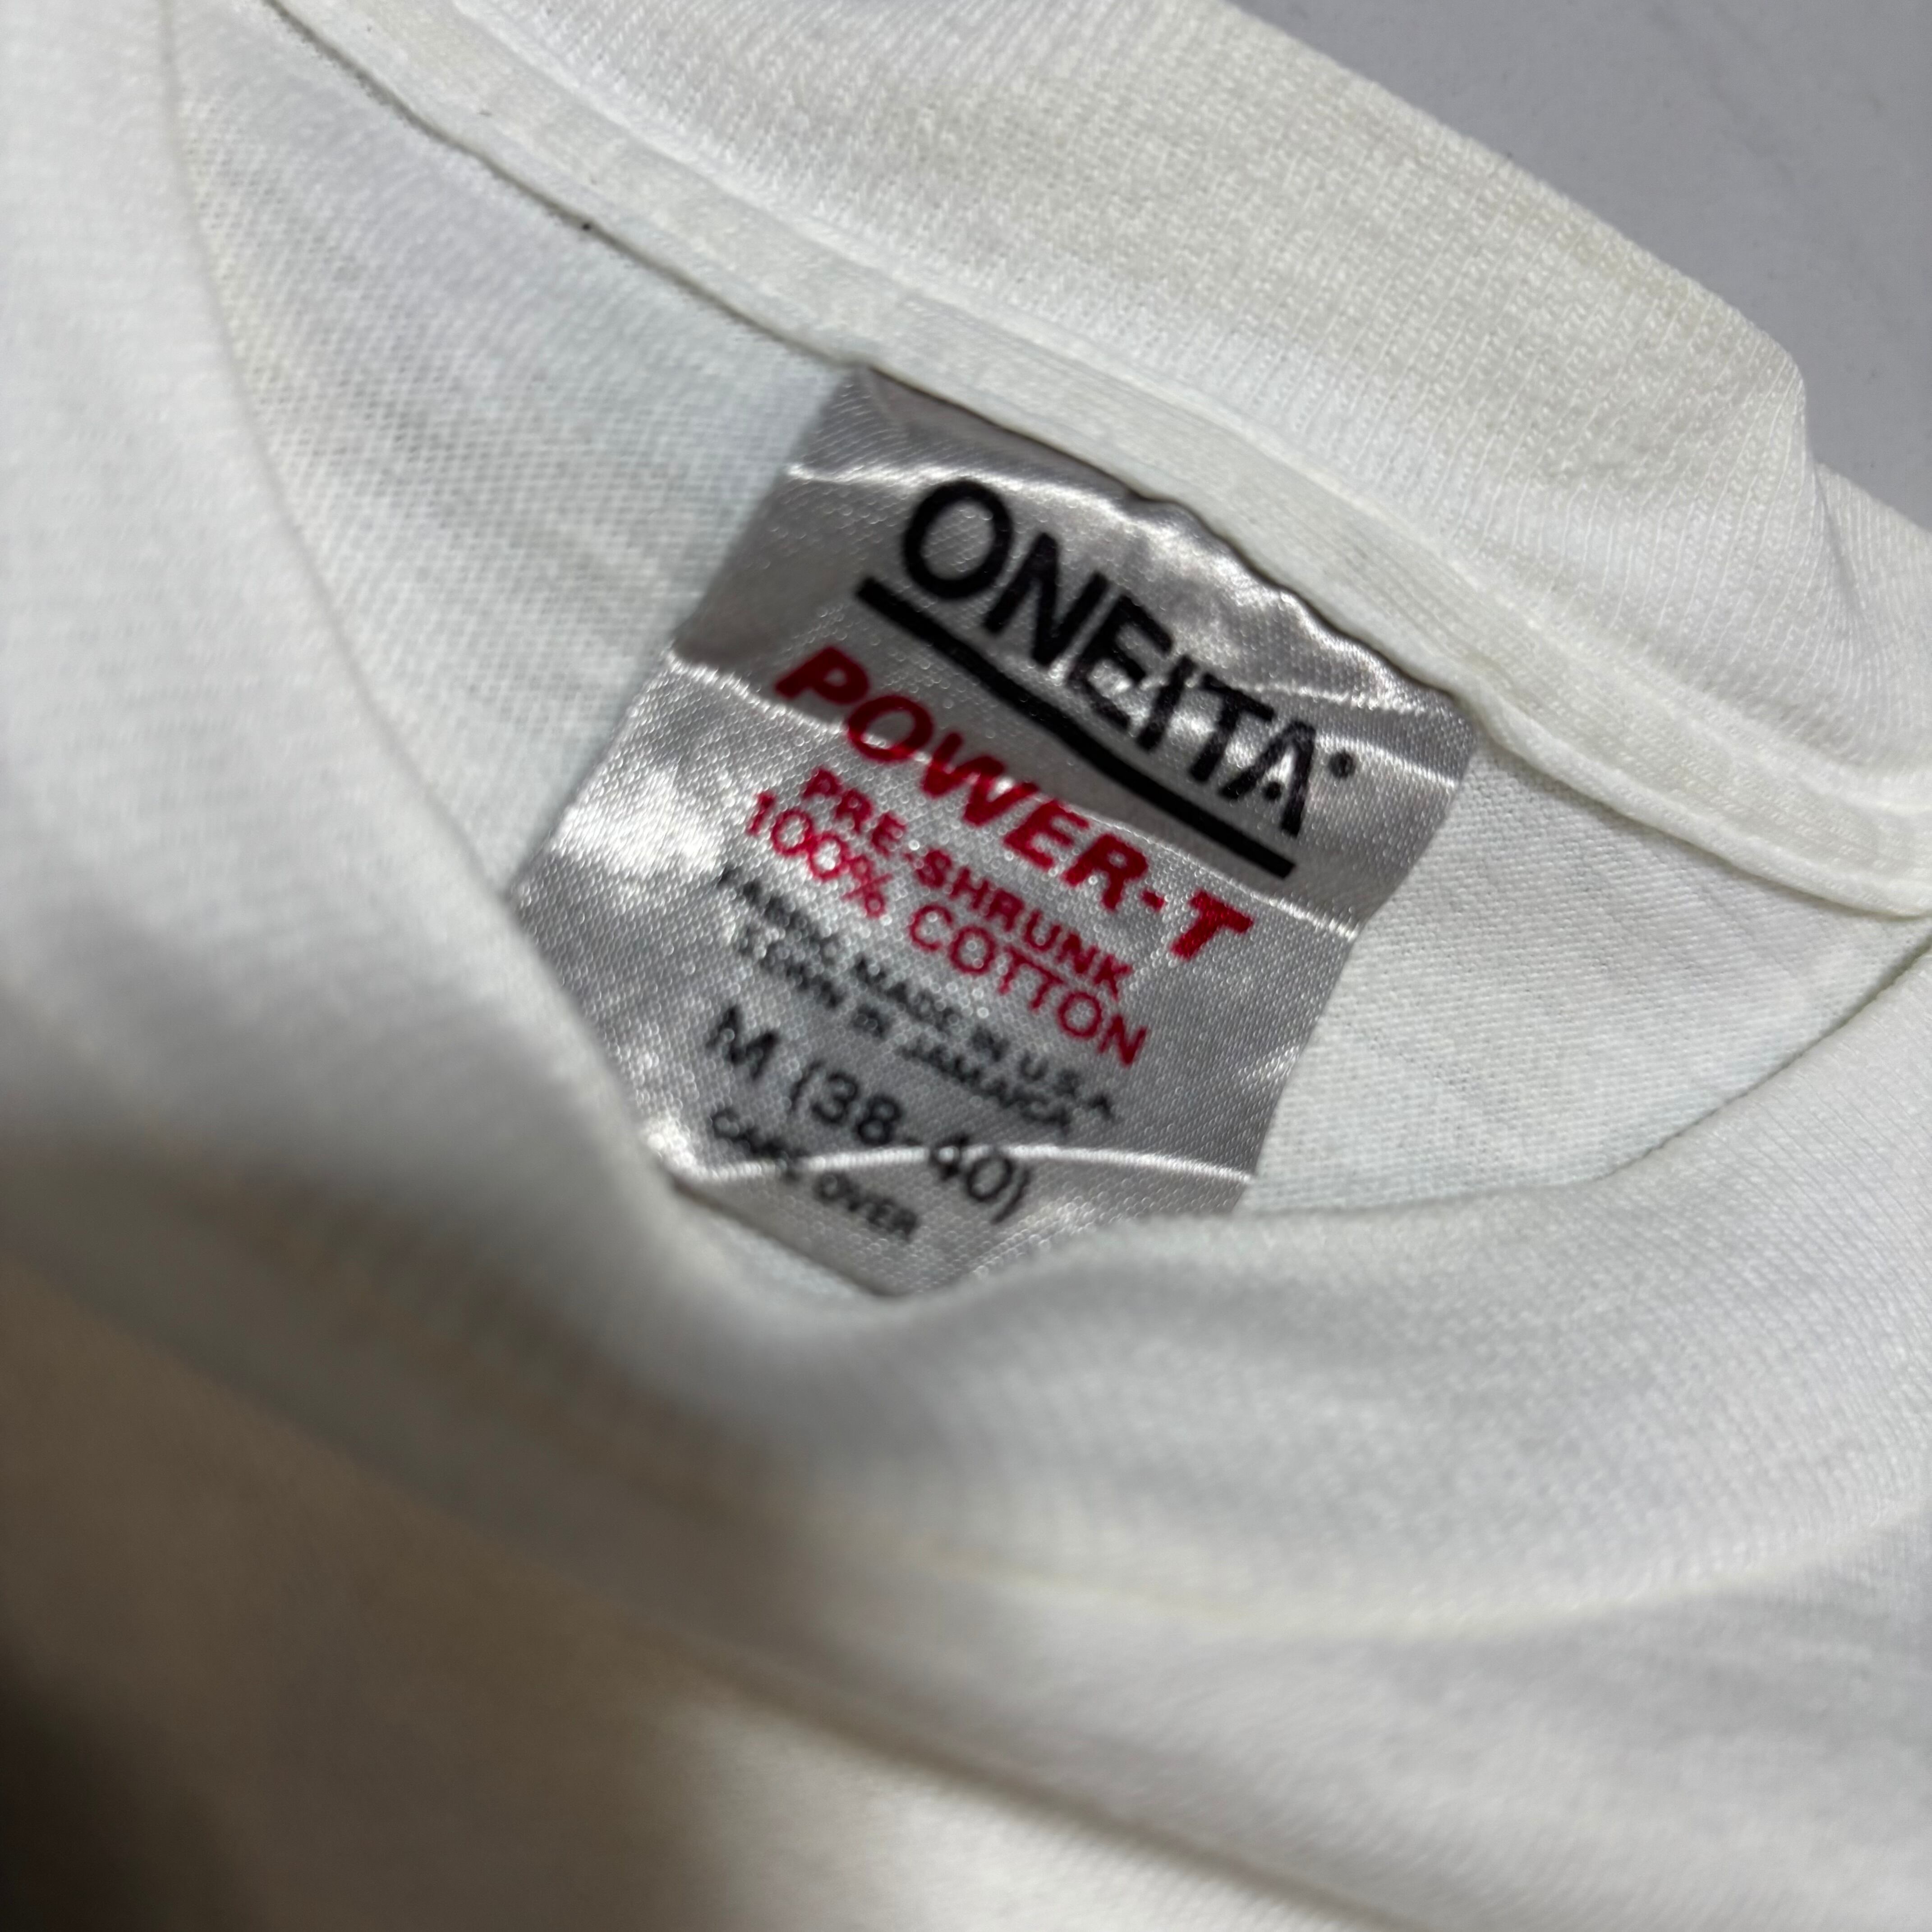 ONEITA®
POWER-T
PRE-SHRUNK
100% COTTON
FABRIC MADE IN U.S.A.
SEWN IN JAMAICA
M (38-40)
CARE OVER